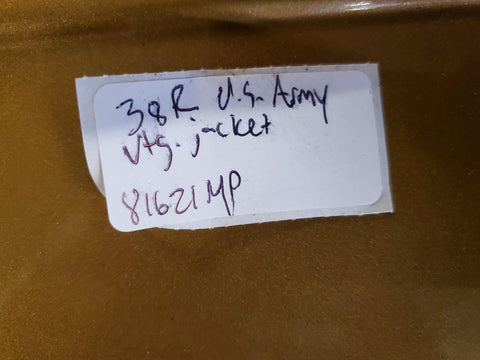 38R U.S. Army
vtg. jacket
81621MP